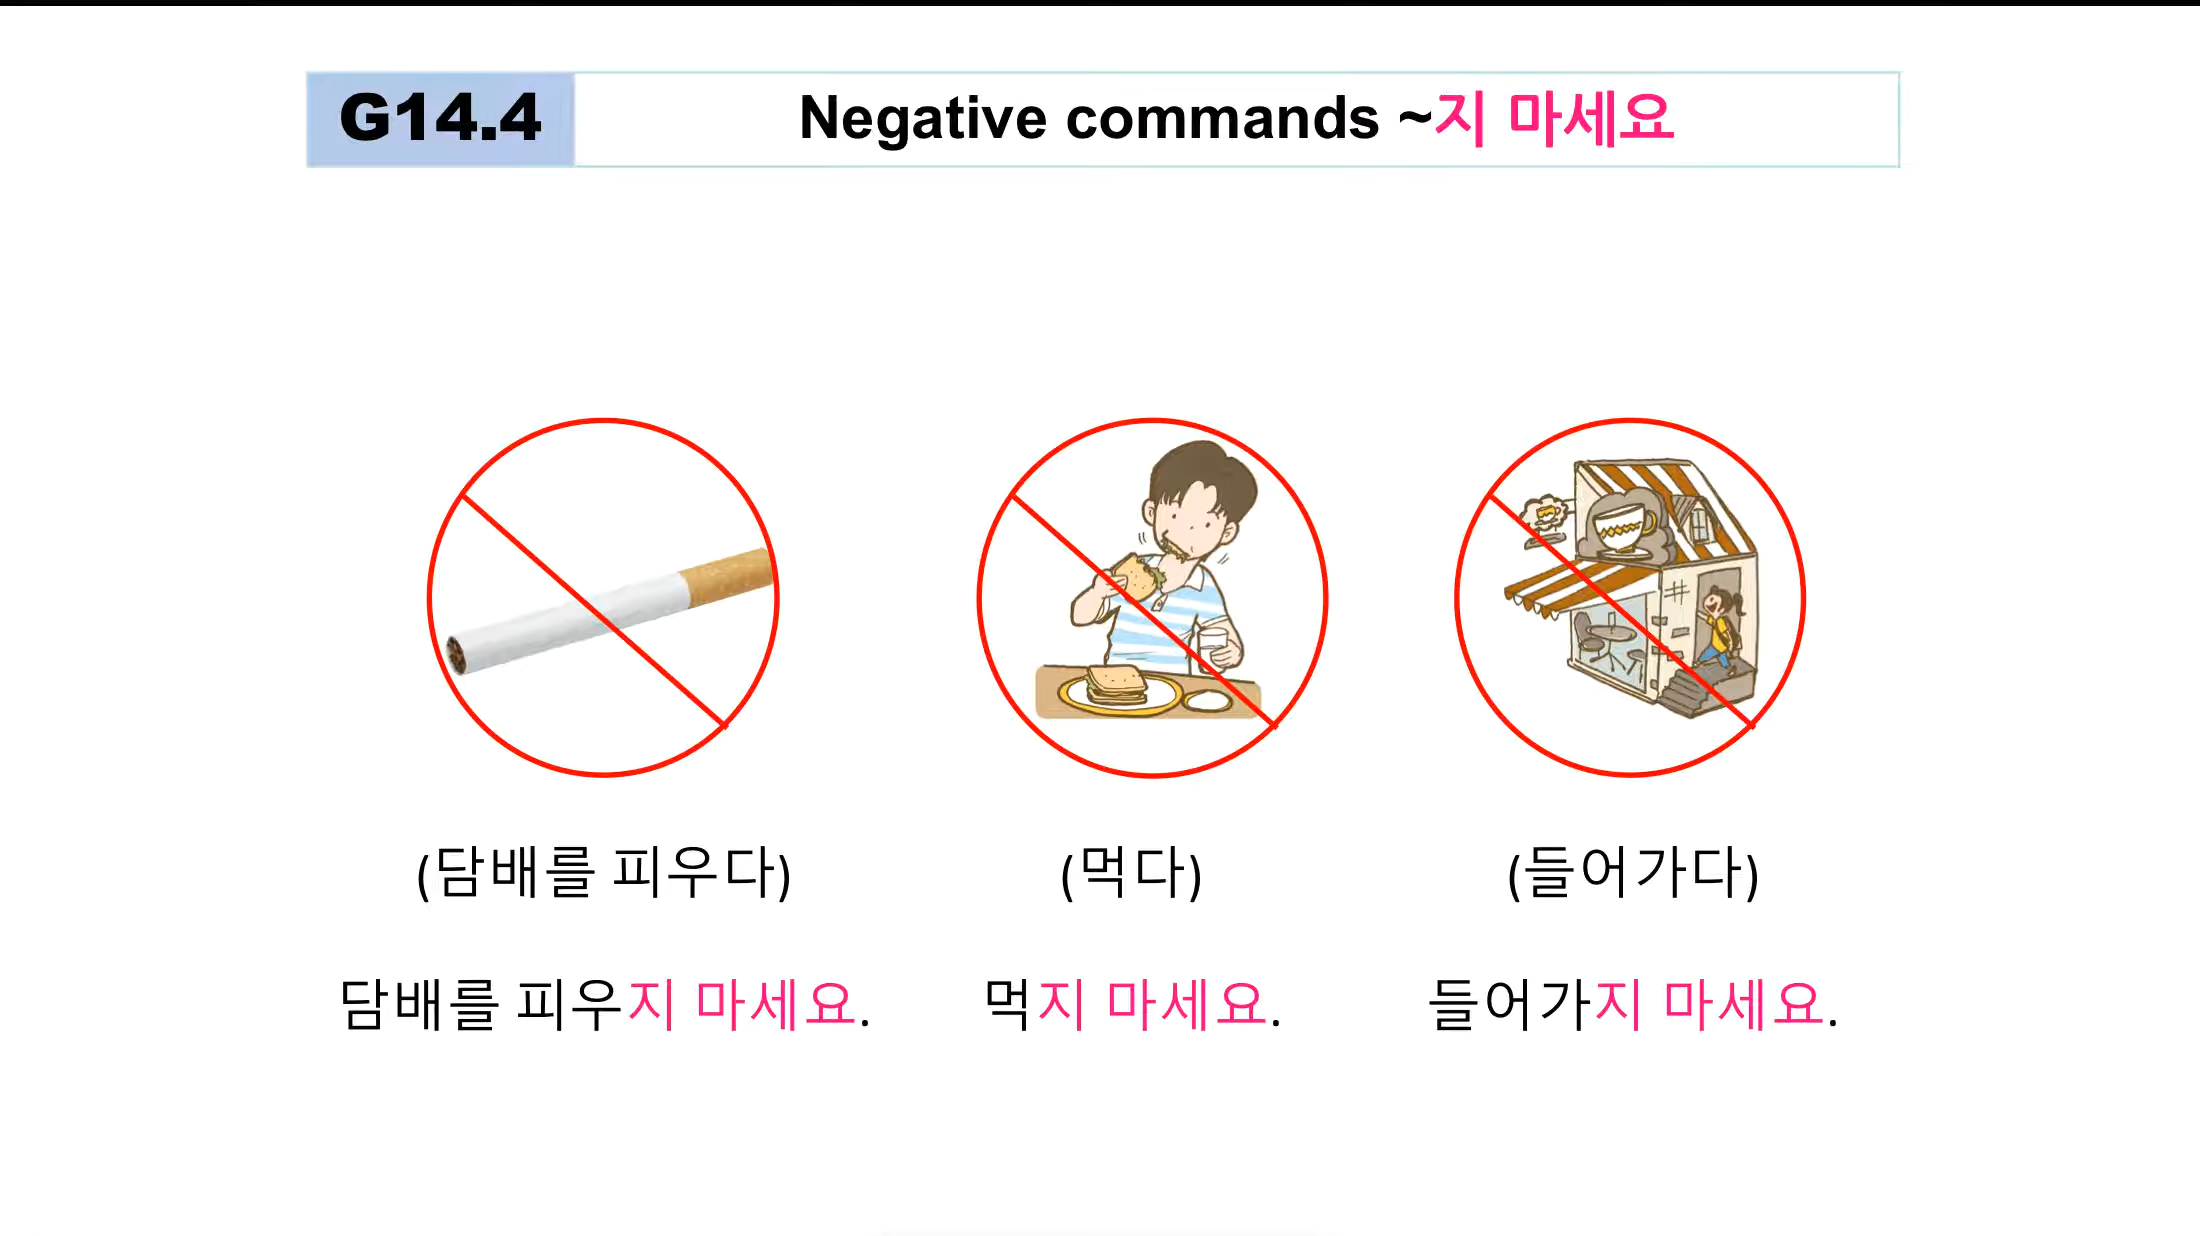 G14.4
Negative commands ~지 마세요
(담배를 피우다)
(먹다)
(들어가다)
담배를 피우지 마세요.
먹지 마세요.
들어가지 마세요.